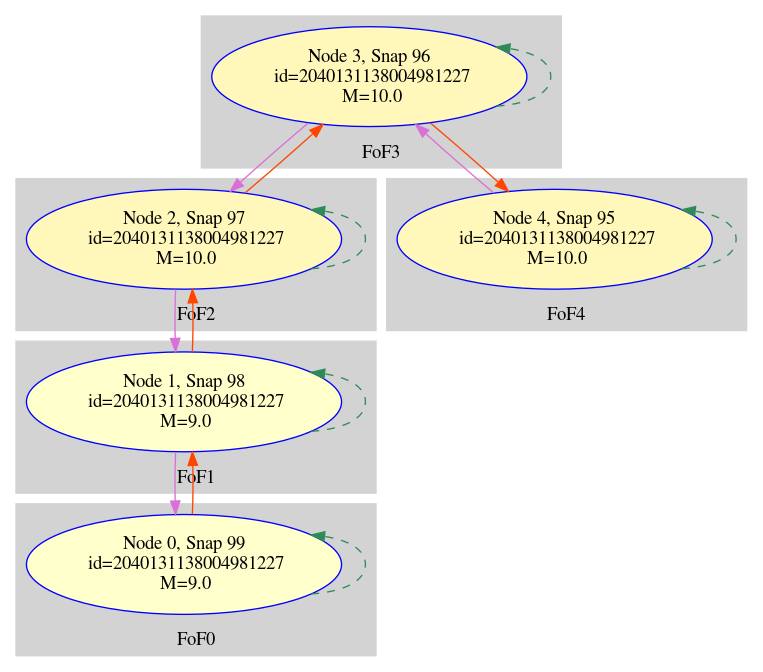 Node 3, Snap 96
id=2040131138004981227
M=10.0
FoF3
Node 2, Snap 97
id=2040131138004981227
M=10.0
FoF2
Node 4, Snap 95
id=2040131138004981227
M=10.0
FoF4
Node 1, Snap 98
id=2040131138004981227
M=9.0
FoF1
Node 0, Snap 99
id=2040131138004981227
M=9.0
FoF0